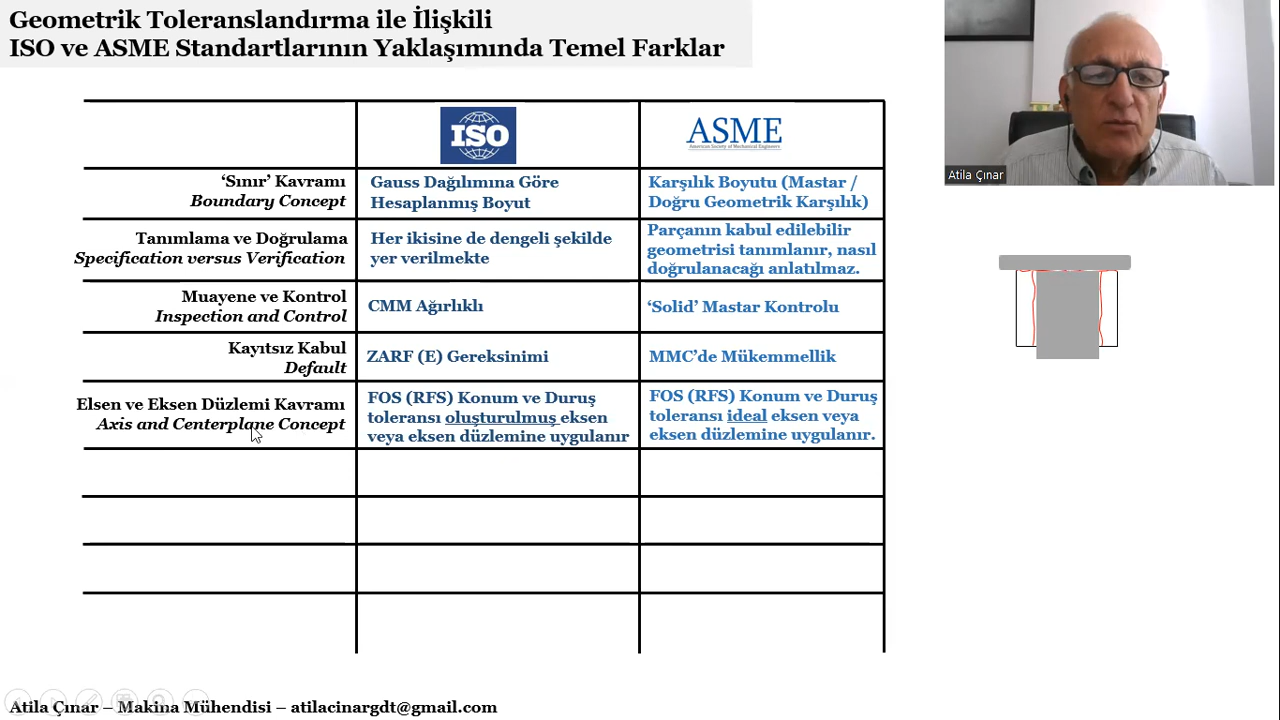 Geometrik Toleranslandırma ile İlişkili
ISO ve ASME Standartlarının Yaklaşımında Temel Farklar
Atila Çınar
ISO
ASME
American Society of Mechanical Engineers
‘Sınır’ Kavramı
Boundary Concept
Gauss Dağılımına Göre
Hesaplanmış Boyut
Karşılık Boyutu (Mastar /
Doğru Geometrik Karşılık)
Tanımlama ve Doğrulama
Specification versus Verification
Her ikisine de dengeli şekilde
yer verilmekte
Parçanın kabul edilebilir
geometrisi tanımlanır, nasıl
doğrulanacağı anlatılmaz.
Muayene ve Kontrol
Inspection and Control
CMM Ağırlıklı
‘Solid’ Mastar Kontrolu
Kayıtsız Kabul
Default
ZARF (E) Gereksinimi
MMC’de Mükemmellik
Elsen ve Eksen Düzlemi Kavramı
Axis and Centerplane Concept
FOS (RFS) Konum ve Duruş
toleransı oluşturulmuş eksen
veya eksen düzlemine uygulanır
FOS (RFS) Konum ve Duruş
toleransı ideal eksen veya
eksen düzlemine uygulanır.
Atila Çınar – Makina Mühendisi – atilacinargdt@gmail.com